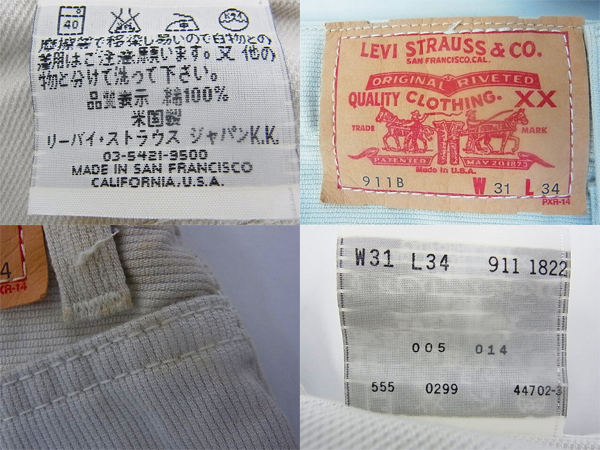 40
摩擦等で移染し易いので白物との
着用はご注意願います。又 他の
物と分けて洗って下さい。
品質表示 綿100%
米国製
リーバイ・ストラウス ジャパンK.K.
03-5421-9500
MADE IN SAN FRANCISCO
CALIFORNIA,U.S.A.
LEVI STRAUSS & CO.
SAN FRANCISCO,CAL.
ORIGINAL RIVETED
QUALITY CLOTHING. XX
TRADE MARK
PATENTED MAY 20 1873
Made in U.S.A.
911B W 31 L 34
PXR-14
4
PXR-14
W31 L34 911 1822
005 014
555 0299 44702-